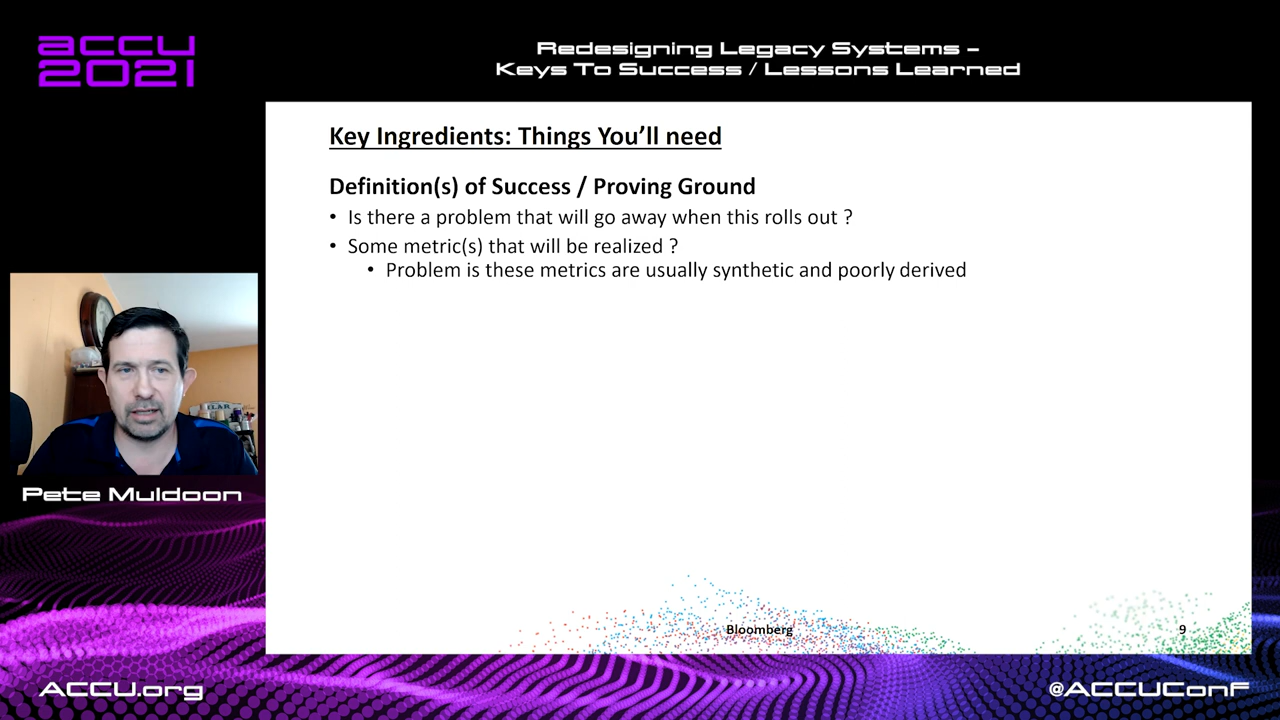 accu
2021
Redesigning Legacy Systems –
Keys To Success / Lessons Learned
Key Ingredients: Things You'll need
Definition(s) of Success / Proving Ground
• Is there a problem that will go away when this rolls out ?
• Some metric(s) that will be realized ?
• Problem is these metrics are usually synthetic and poorly derived
Pete Muldoon
Bloomberg
9
ACCU.org
@ACCUConf